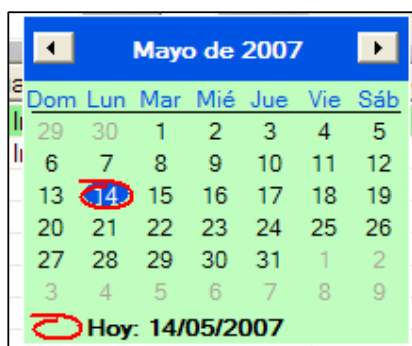 Mayo de 2007
Dom Lun Mar Mié Jue Vie Sáb
29 30 1 2 3 4 5
6 7 8 9 10 11 12
13 14 15 16 17 18 19
20 21 22 23 24 25 26
27 28 29 30 31 1 2
3 4 5 6 7 8 9
Hoy: 14/05/2007